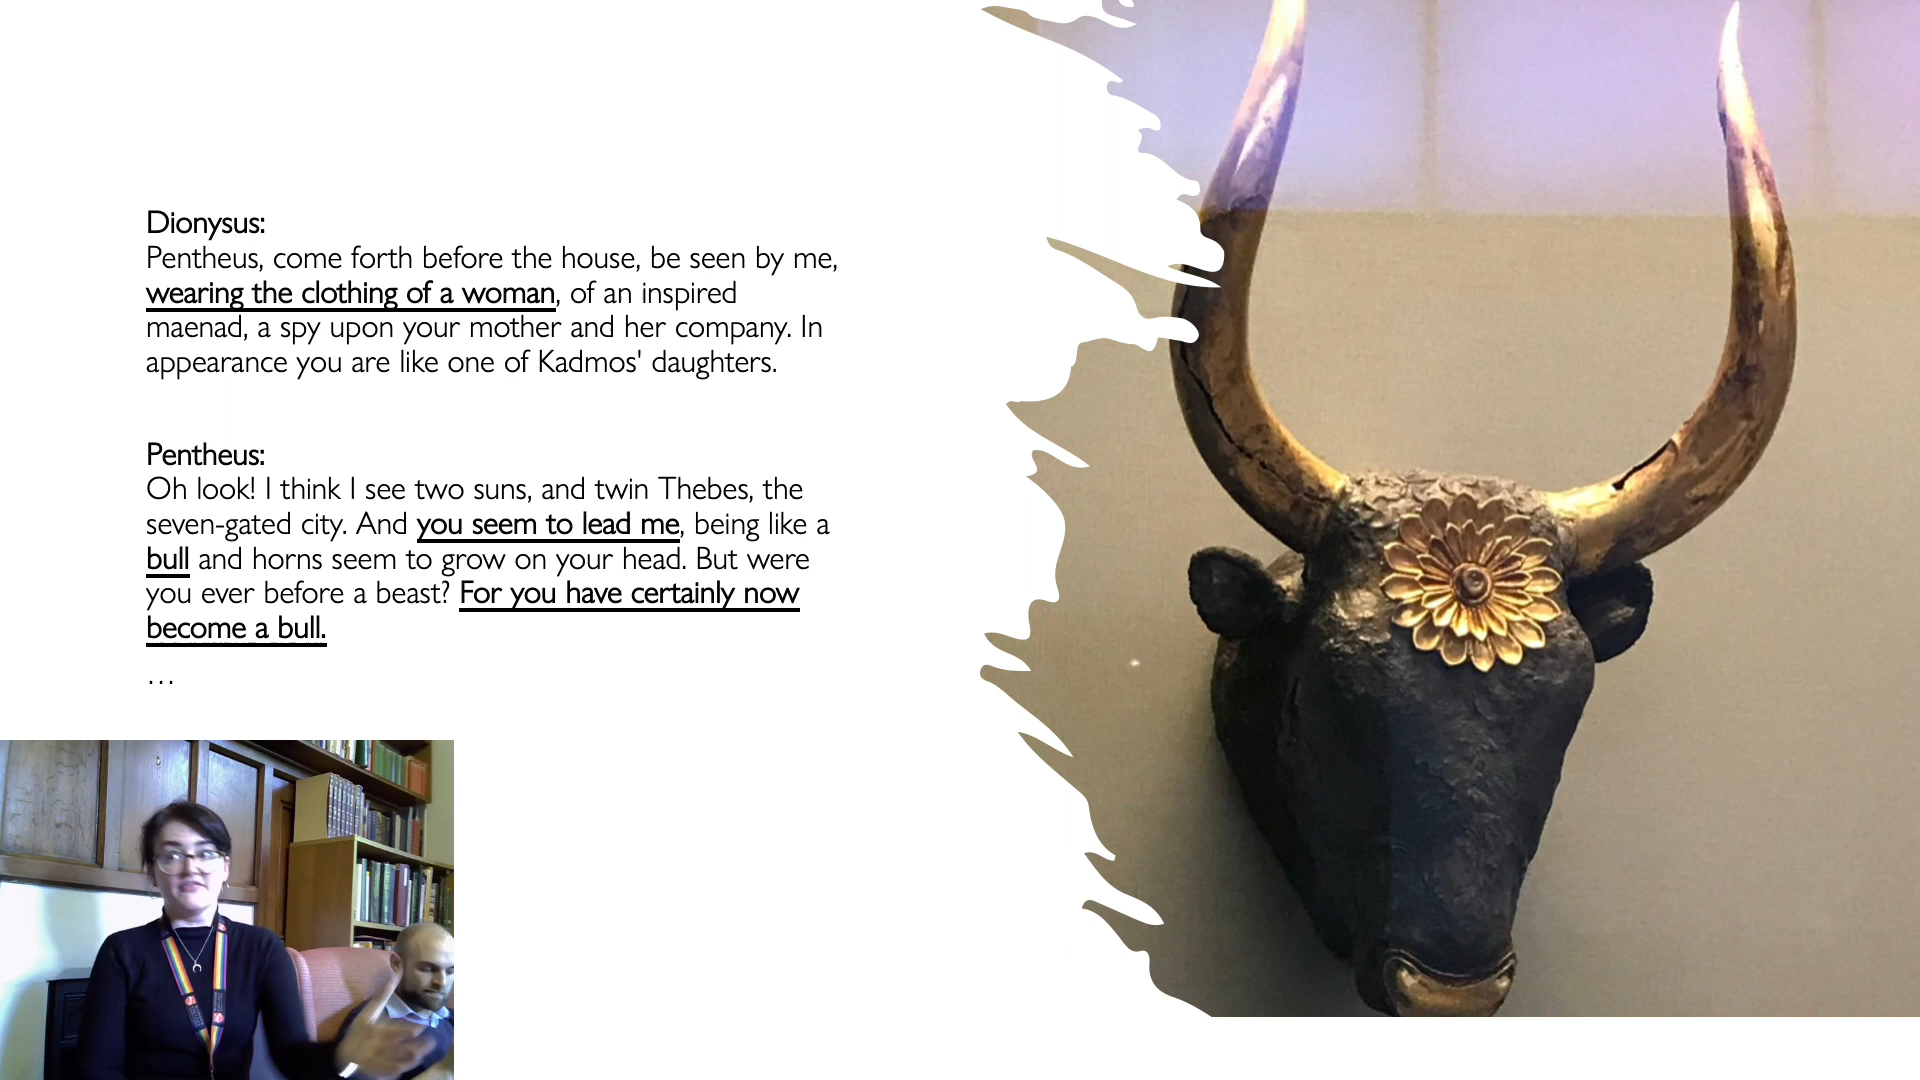 Dionysus:
Pentheus, come forth before the house, be seen by me,
wearing the clothing of a woman, of an inspired
maenad, a spy upon your mother and her company. In
appearance you are like one of Kadmos' daughters.
Pentheus:
Oh look! I think I see two suns, and twin Thebes, the
seven-gated city. And you seem to lead me, being like a
bull and horns seem to grow on your head. But were
you ever before a beast? For you have certainly now
become a bull.
…